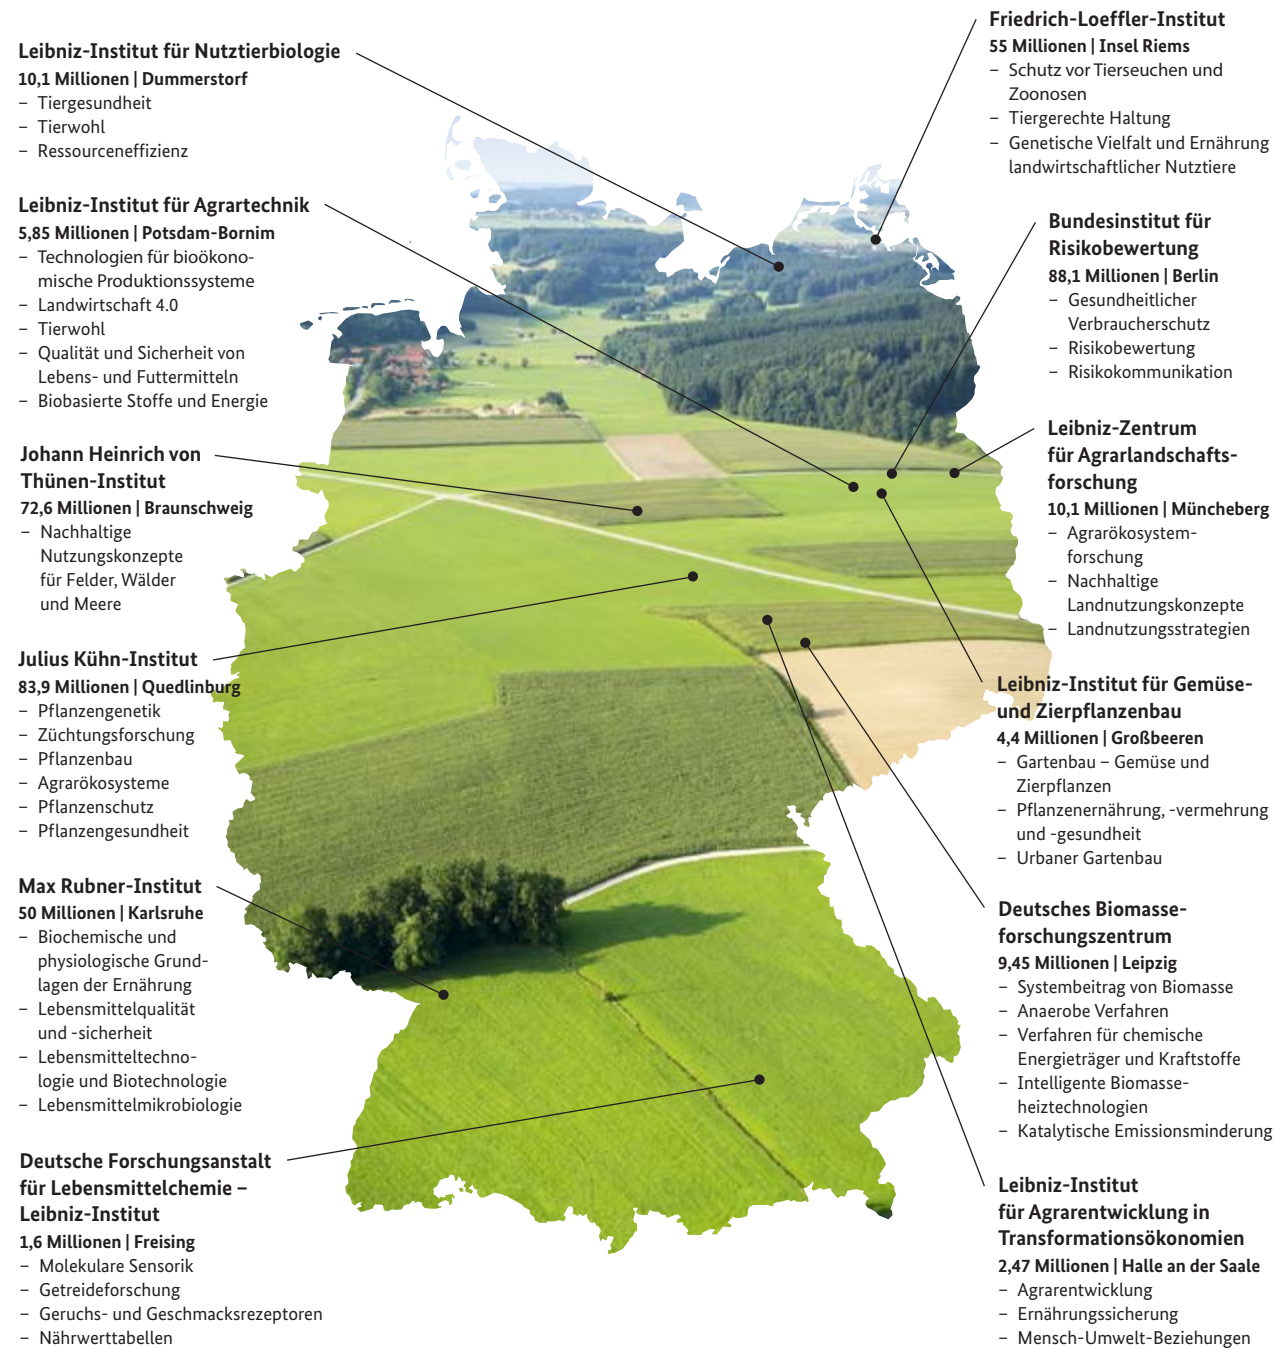 Leibniz-Institut für Nutztierbiologie
10,1 Millionen | Dummerstorf
– Tiergesundheit
– Tierwohl
– Ressourceneffizienz
Leibniz-Institut für Agrartechnik
5,85 Millionen | Potsdam-Bornim
– Technologien für bioökono-
mische Produktionssysteme
– Landwirtschaft 4.0
– Tierwohl
– Qualität und Sicherheit von
Lebens- und Futtermitteln
– Biobasierte Stoffe und Energie
Johann Heinrich von
Thünen-Institut
72,6 Millionen | Braunschweig
– Nachhaltige
Nutzungskonzepte
für Felder, Wälder
und Meere
Julius Kühn-Institut
83,9 Millionen | Quedlinburg
– Pflanzengenetik
– Züchtungsforschung
– Pflanzenbau
– Agrarökosysteme
– Pflanzenschutz
– Pflanzengesundheit
Max Rubner-Institut
50 Millionen | Karlsruhe
– Biochemische und
physiologische Grund-
lagen der Ernährung
– Lebensmittelqualität
und -sicherheit
– Lebensmitteltechno-
logie und Biotechnologie
– Lebensmittelmikrobiologie
Deutsche Forschungsanstalt
für Lebensmittelchemie –
Leibniz-Institut
1,6 Millionen | Freising
– Molekulare Sensorik
– Getreideforschung
– Geruchs- und Geschmacksrezeptoren
– Nährwerttabellen
Friedrich-Loeffler-Institut
55 Millionen | Insel Riems
– Schutz vor Tierseuchen und
Zoonosen
– Tiergerechte Haltung
– Genetische Vielfalt und Ernährung
landwirtschaftlicher Nutztiere
Bundesinstitut für
Risikobewertung
88,1 Millionen | Berlin
– Gesundheitlicher
Verbraucherschutz
– Risikobewertung
– Risikokommunikation
Leibniz-Zentrum
für Agrarlandschafts-
forschung
10,1 Millionen | Müncheberg
– Agrarökosystem-
forschung
– Nachhaltige
Landnutzungskonzepte
– Landnutzungsstrategien
Leibniz-Institut für Gemüse-
und Zierpflanzenbau
4,4 Millionen | Großbeeren
– Gartenbau – Gemüse und
Zierpflanzen
– Pflanzenernährung, -vermehrung
und -gesundheit
– Urbaner Gartenbau
Deutsches Biomasse-
forschungszentrum
9,45 Millionen | Leipzig
– Systembeitrag von Biomasse
– Anaerobe Verfahren
– Verfahren für chemische
Energieträger und Kraftstoffe
– Intelligente Biomasse-
heiztechnologien
– Katalytische Emissionsminderung
Leibniz-Institut
für Agrarentwicklung in
Transformationsökonomien
2,47 Millionen | Halle an der Saale
– Agrarentwicklung
– Ernährungssicherung
– Mensch-Umwelt-Beziehungen